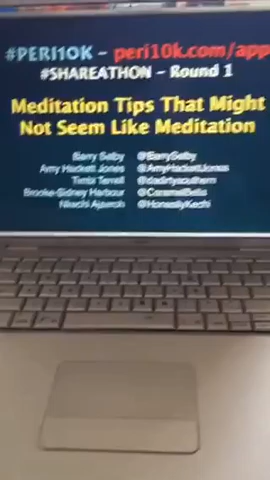 #PERI10K - peri10k.com/app
#SHAREATHON - Round 1
Meditation Tips That Might
Not Seem Like Meditation
Barry Selby @BarrySelby
Amy Hackett Jones @AmyHackettJones
Timbi Terrell
Brooke-Sidney Harbour @CaramelBella
Nkechi Ajaeroh @HonestlyKechi